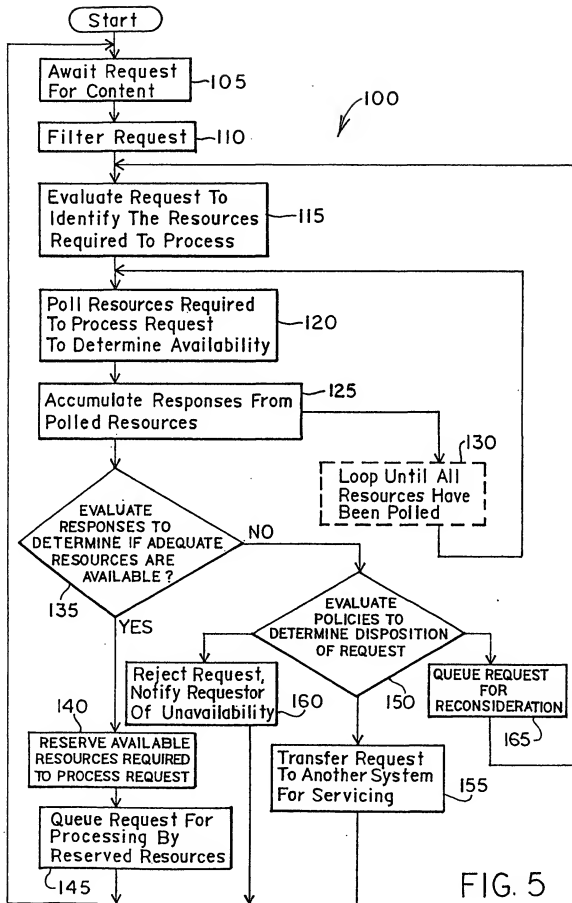 Start
Await Request
For Content
105
100
Filter Request
110
Evaluate Request To
Identify The Resources
Required To Process
115
Poll Resources Required
To Process Request
To Determine Availability
120
125
Accumulate Responses From
Polled Resources
130
Loop Until All
Resources Have
Been Polled
EVALUATE
RESPONSES TO
DETERMINE IF ADEQUATE
RESOURCES ARE
AVAILABLE ?
NO
135
YES
EVALUATE
POLICIES TO
DETERMINE DISPOSITION
OF REQUEST
150
Reject Request,
Notify Requestor
Of Unavailability
160
QUEUE REQUEST
FOR
RECONSIDERATION
165
140
RESERVE AVAILABLE
RESOURCES REQUIRED
TO PROCESS REQUEST
Transfer Request
To Another System
For Servicing
155
Queue Request For
Processing By
Reserved Resources
145
FIG. 5